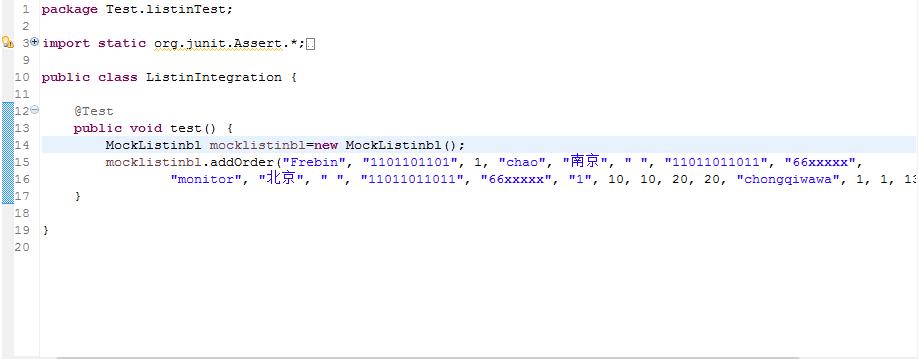 1 package Test.listinTest;
2
3 import static org.junit.Assert.*;
9
10 public class ListinIntegration {
11
12 @Test
13 public void test() {
14 MockListinbl mocklistinbl=new MockListinbl();
15 mocklistinbl.addOrder("Frebin", "1101101101", 1, "chao", "南京", " ", "11011011011", "66xxxxx",
16 "monitor", "北京", " ", "11011011011", "66xxxxx", "1", 10, 10, 20, 20, "chongqiwawa", 1, 1, 13
17 }
18
19 }
20